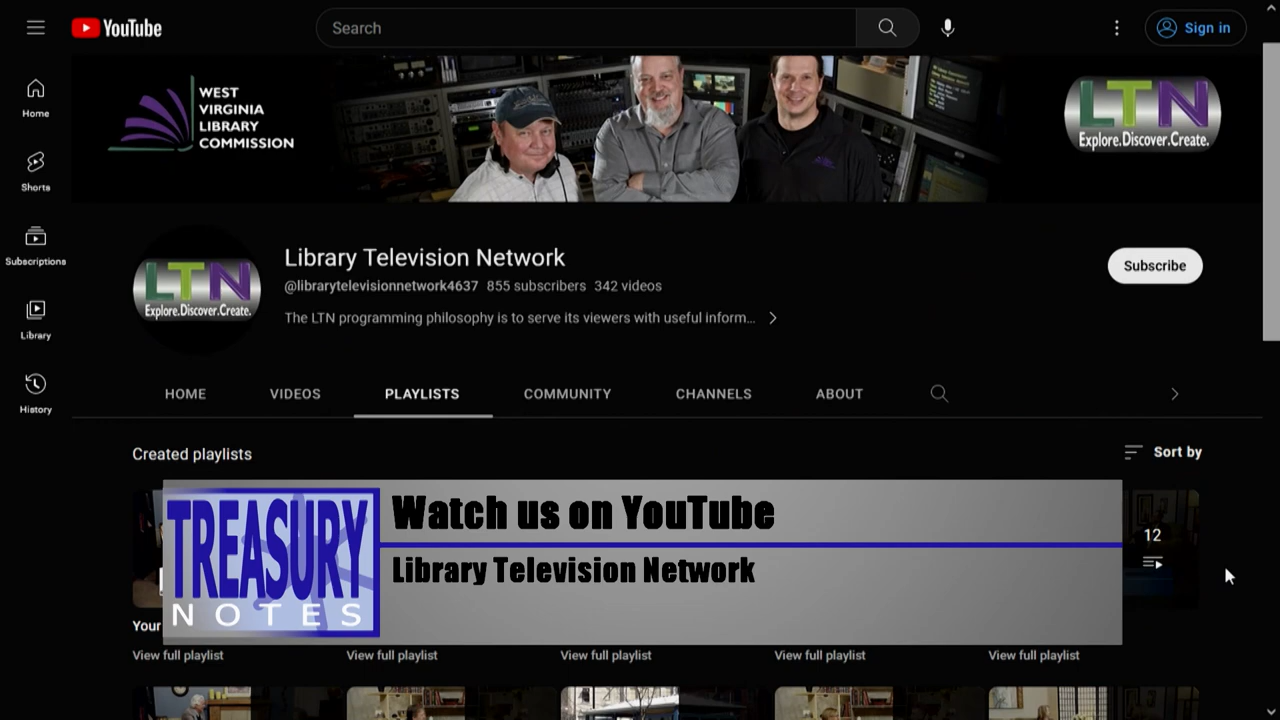 YouTube
Search
Sign in
Home
Shorts
Subscriptions
Library
History
WEST
VIRGINIA
LIBRARY
COMMISSION
LTN
Explore.Discover.Create.
LTN
Explore.Discover.Create.
Library Television Network
@librarytelevisionnetwork4637 855 subscribers 342 videos
The LTN programming philosophy is to serve its viewers with useful inform...
Subscribe
HOME VIDEOS PLAYLISTS COMMUNITY CHANNELS ABOUT
Created playlists
Sort by
TREASURY
NOTES
Watch us on YouTube
Library Television Network
12
Your
View full playlist View full playlist View full playlist View full playlist View full playlist